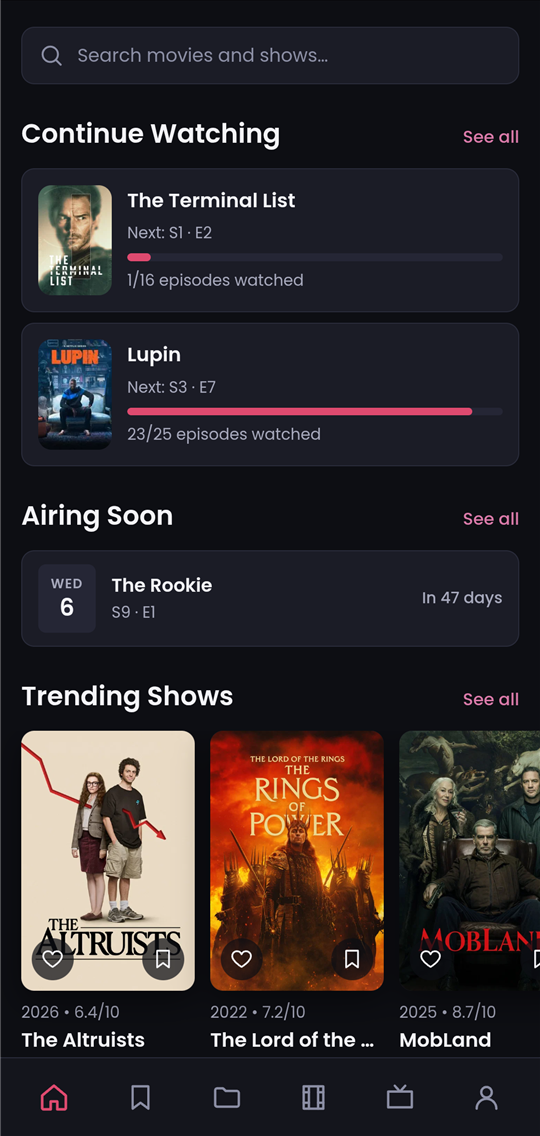 Search movies and shows...
Continue Watching
See all
THE
TERMINAL
LIST
The Terminal List
Next: S1 · E2
1/16 episodes watched
LUPIN
Lupin
Next: S3 · E7
23/25 episodes watched
Airing Soon
See all
WED
6
The Rookie
S9 · E1
In 47 days
Trending Shows
See all
THE
ALTRUISTS
THE LORD OF THE RINGS
THE
RINGS
OF
POWER
MOBLAN
2026 • 6.4/10
The Altruists
2022 • 7.2/10
The Lord of the ...
2025 • 8.7/10
MobLand